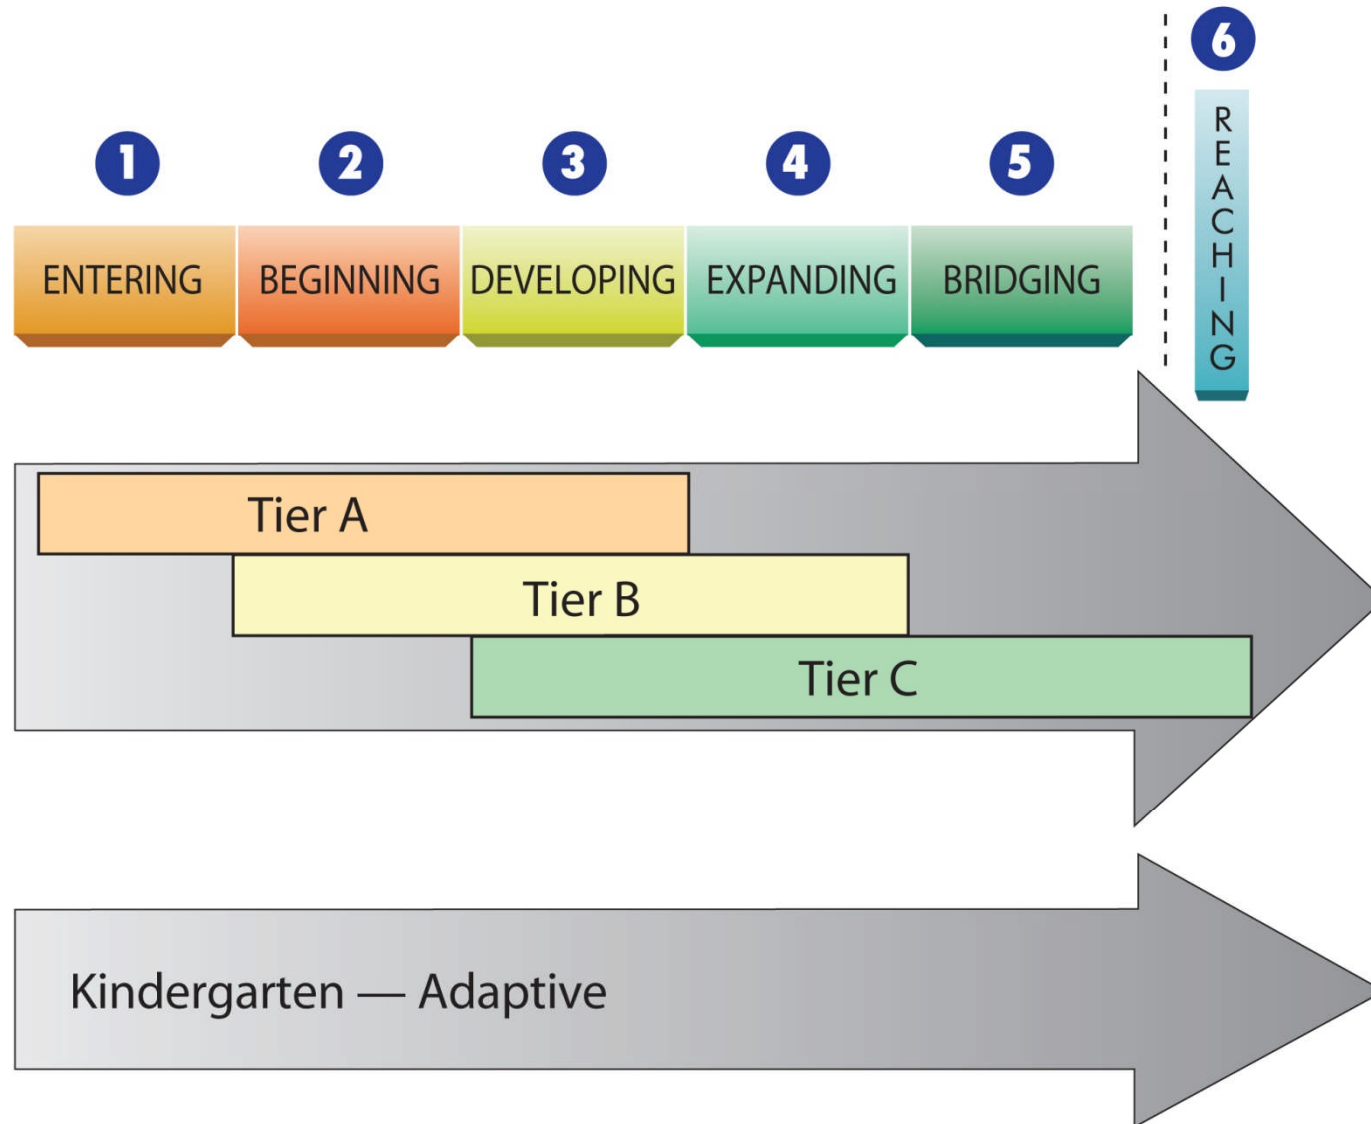 6
REACHING
1
2
3
4
5
ENTERING
BEGINNING
DEVELOPING
EXPANDING
BRIDGING
Tier A
Tier B
Tier C
Kindergarten — Adaptive